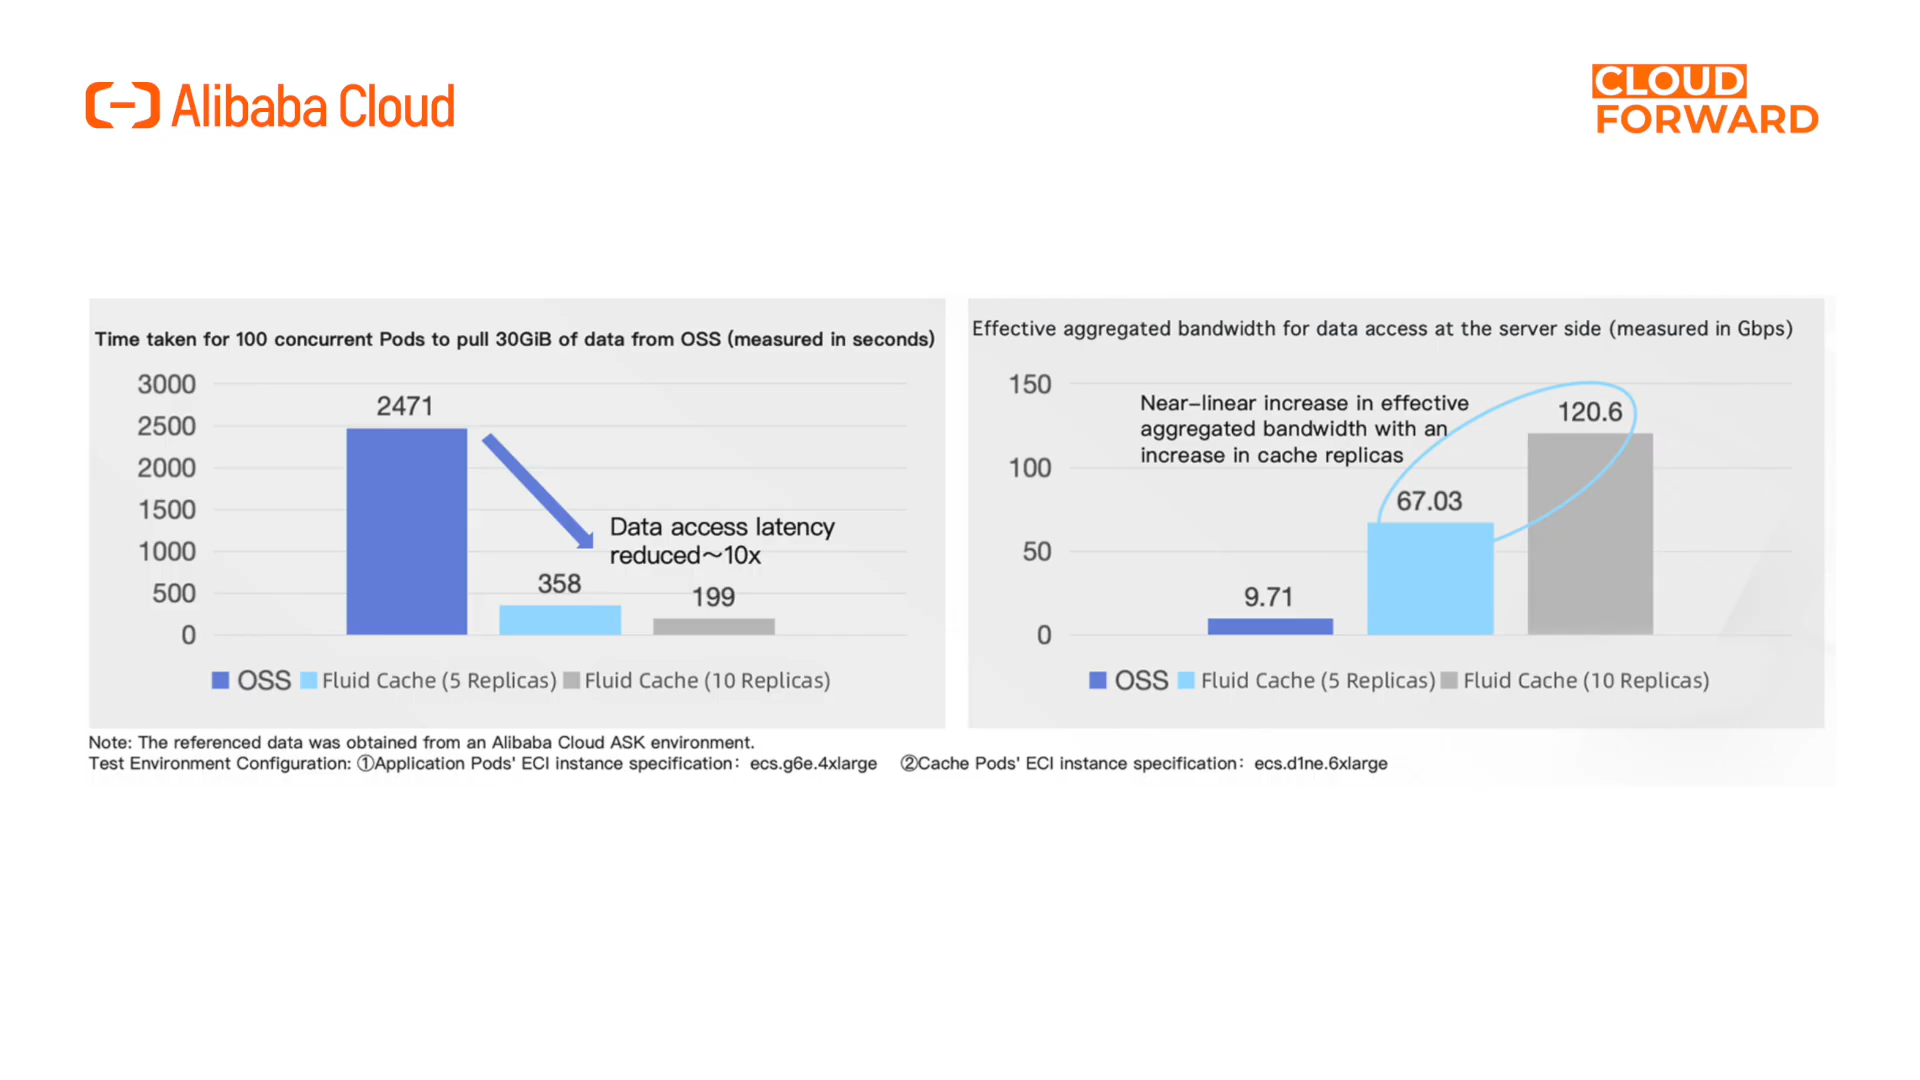 Alibaba Cloud
CLOUD
FORWARD
Time taken for 100 concurrent Pods to pull 30GiB of data from OSS (measured in seconds)
3000
2500
2000
1500
1000
500
0
2471
358
199
Data access latency
reduced~10x
OSS Fluid Cache (5 Replicas) Fluid Cache (10 Replicas)
Effective aggregated bandwidth for data access at the server side (measured in Gbps)
150
100
50
0
Near-linear increase in effective
aggregated bandwidth with an
increase in cache replicas
9.71
67.03
120.6
OSS Fluid Cache (5 Replicas) Fluid Cache (10 Replicas)
Note: The referenced data was obtained from an Alibaba Cloud ASK environment.
Test Environment Configuration: ①Application Pods' ECI instance specification：ecs.g6e.4xlarge ②Cache Pods' ECI instance specification：ecs.d1ne.6xlarge